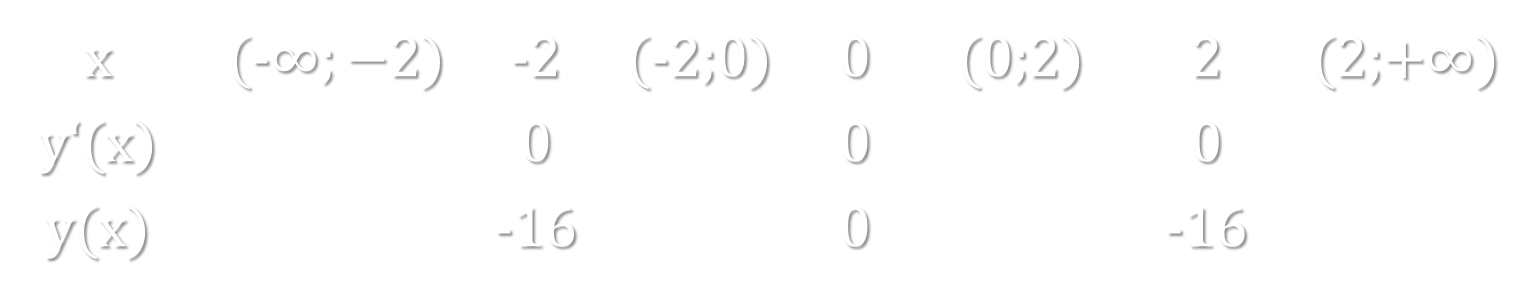 x (-∞; −2) -2 (-2;0) 0 (0;2) 2 (2;+∞)
y‘(x) 0 0 0
y(x) -16 0 -16